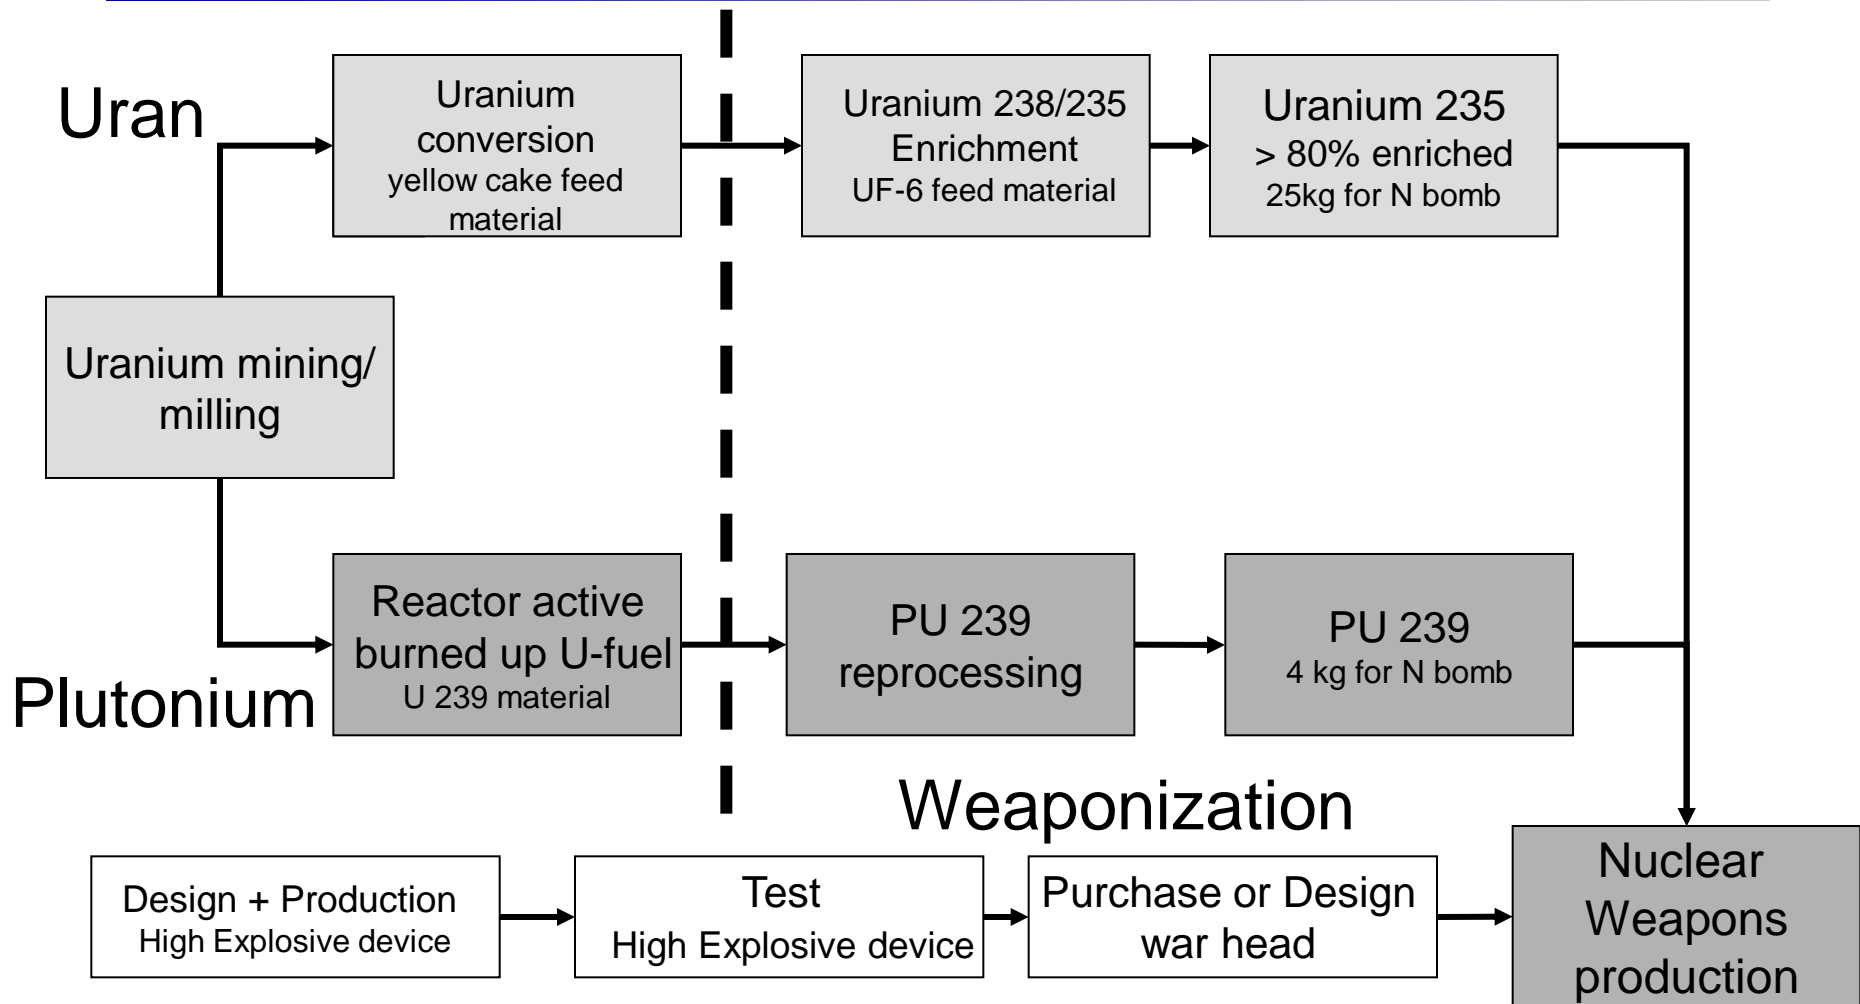 Uran
Uranium
conversion
yellow cake feed
material
Uranium 238/235
Enrichment
UF-6 feed material
Uranium 235
> 80% enriched
25kg for N bomb
Uranium mining/
milling
Plutonium
Reactor active
burned up U-fuel
U 239 material
PU 239
reprocessing
PU 239
4 kg for N bomb
Weaponization
Design + Production
High Explosive device
Test
High Explosive device
Purchase or Design
war head
Nuclear
Weapons
production